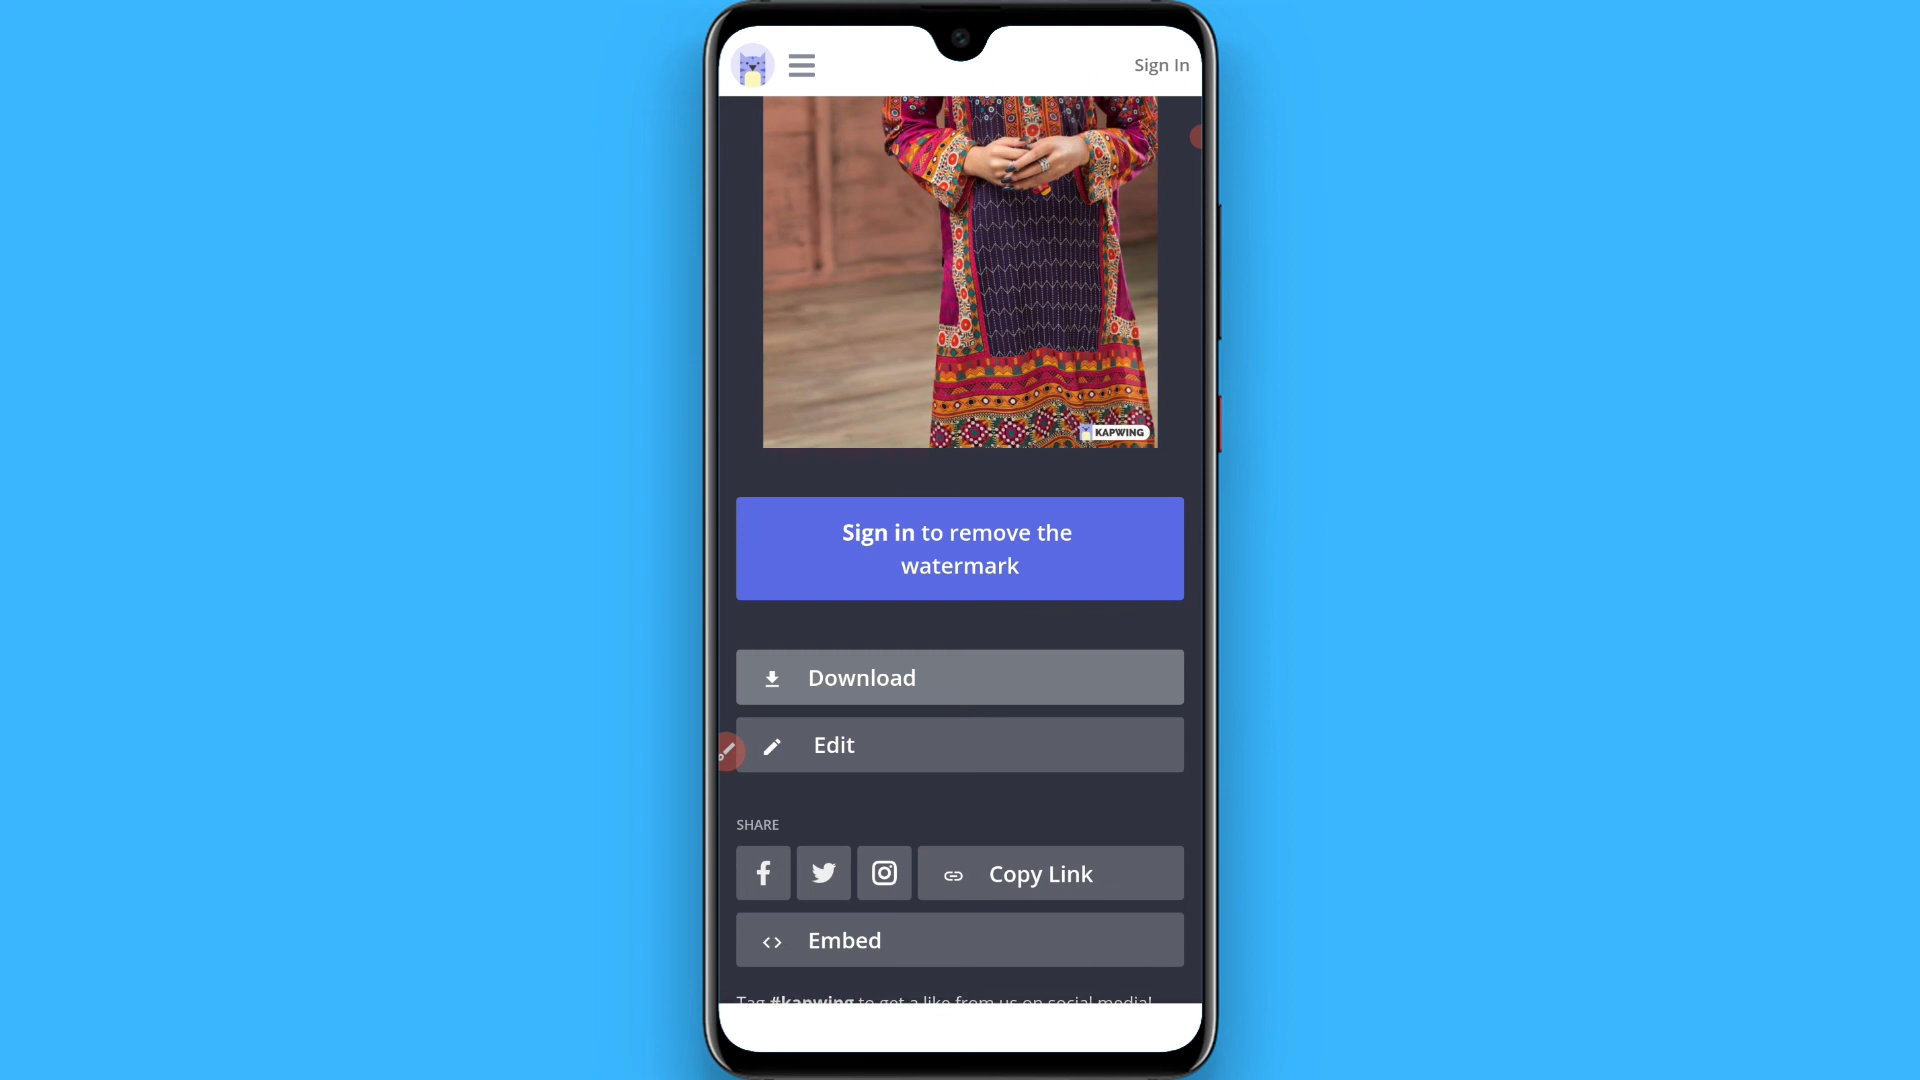 Sign In
KAPWING
Sign in to remove the
watermark
Download
Edit
SHARE
Copy Link
Embed
Tag #kapwing to get a like from us on social media!